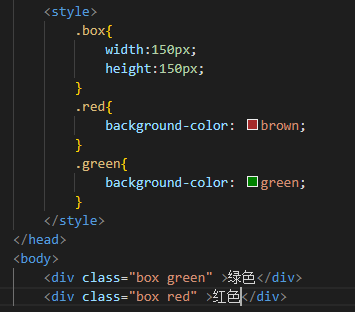 <style>
.box{
width:150px;
height:150px;
}
.red{
background-color: brown;
}
.green{
background-color: green;
}
</style>
</head>
<body>
<div class="box green" >绿色</div>
<div class="box red" >红色</div>